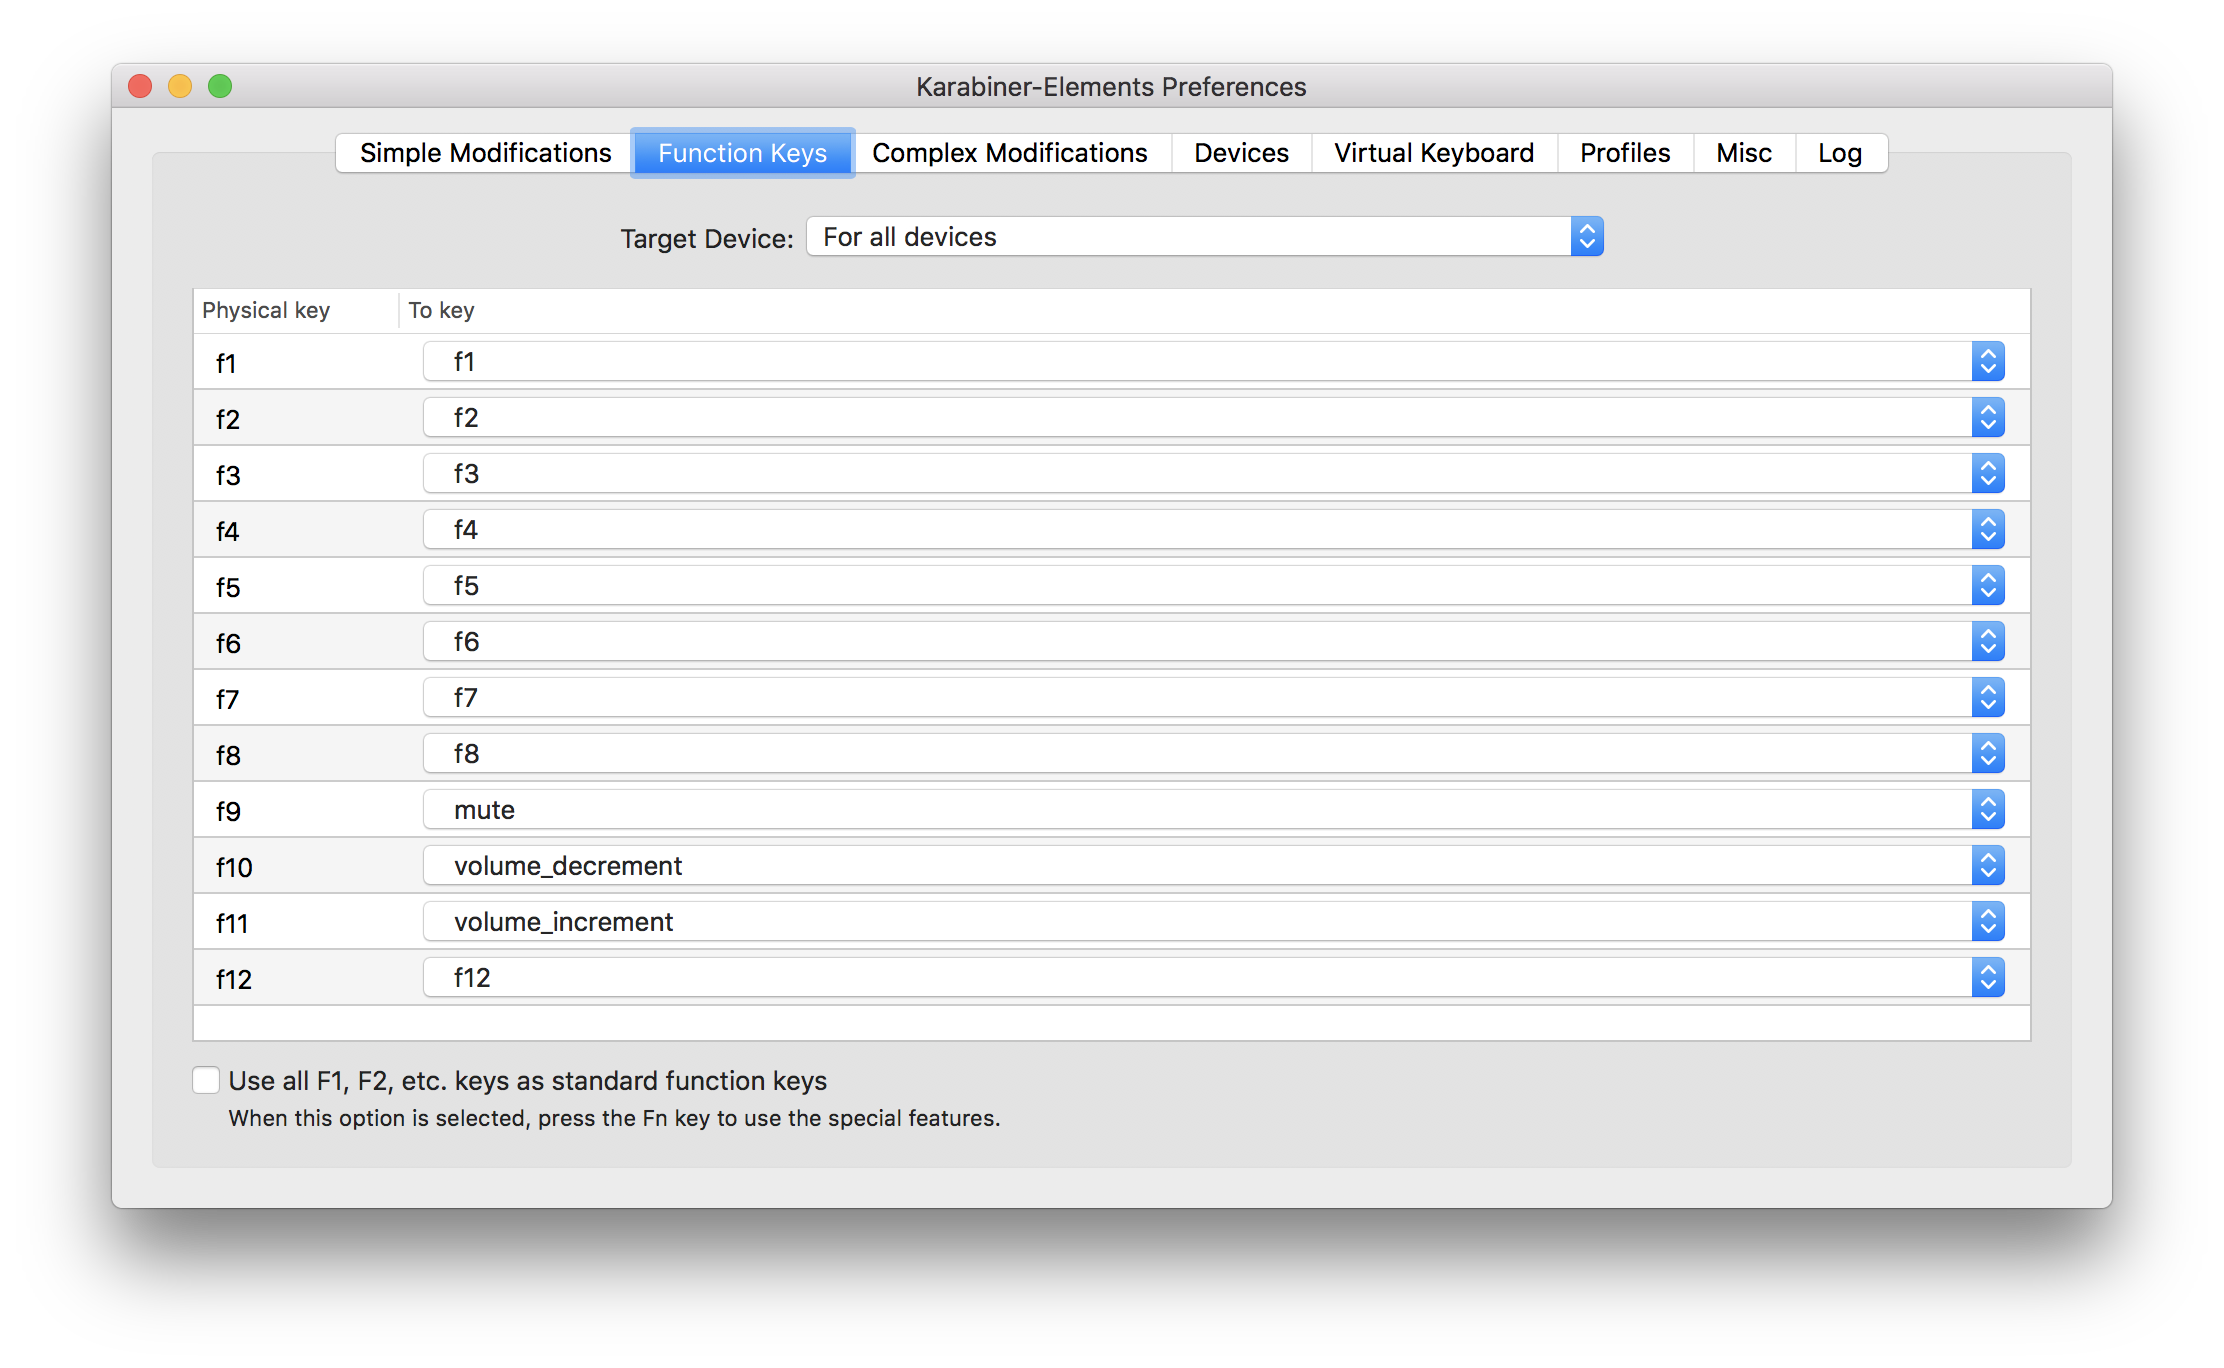 Karabiner-Elements Preferences
Simple Modifications Function Keys Complex Modifications Devices Virtual Keyboard Profiles Misc Log
Target Device: For all devices
Physical key To key
f1 f1
f2 f2
f3 f3
f4 f4
f5 f5
f6 f6
f7 f7
f8 f8
f9 mute
f10 volume_decrement
f11 volume_increment
f12 f12
Use all F1, F2, etc. keys as standard function keys
When this option is selected, press the Fn key to use the special features.